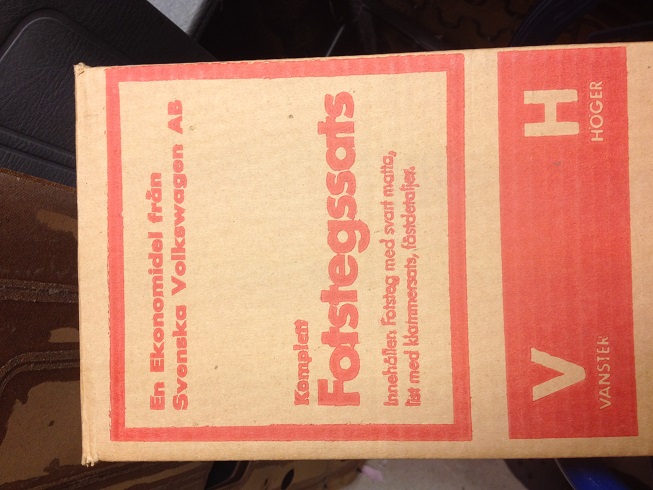 En Ekonomidel från
Svenska Volkswagen AB
Komplett
Fotstegssats
Innehåller: Fotsteg med svart matta,
list med klammersats, fästdetaljer.
V
VÄNSTER
H
HÖGER